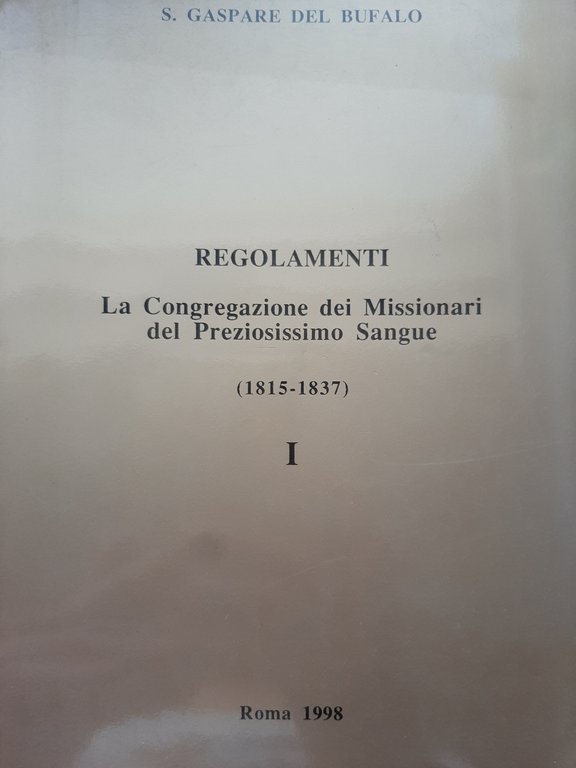 S. GASPARE DEL BUFALO
REGOLAMENTI
La Congregazione dei Missionari
del Preziosissimo Sangue
(1815-1837)
I
Roma 1998